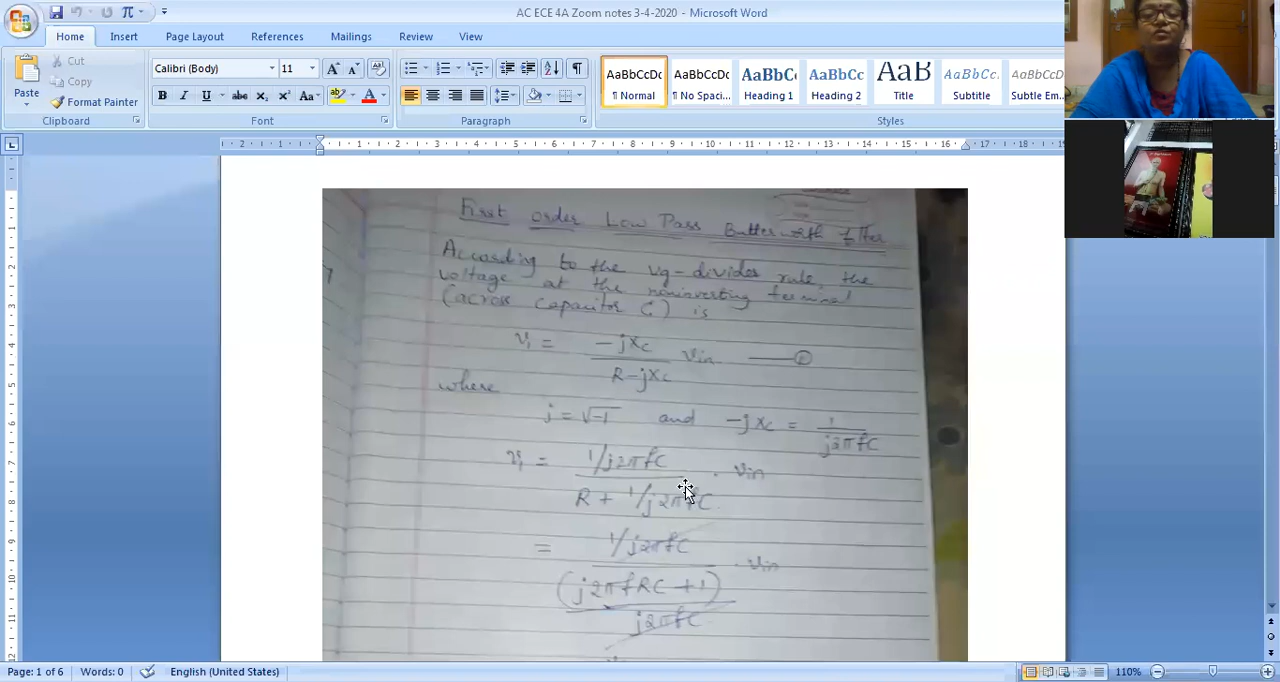 AC ECE 4A Zoom notes 3-4-2020 - Microsoft Word
Home Insert Page Layout References Mailings Review View
Paste
Cut
Copy
Format Painter
Clipboard
Calibri (Body) 11
Font
Paragraph
AaBbCcDc AaBbCcDc AaBbC AaBbCc AaB AaBbCc. AaBbCcD
¶ Normal ¶ No Spaci... Heading 1 Heading 2 Title Subtitle Subtle Em...
Styles
First order Low Pass Butterworth filter
According to the vg-divider rule, the
voltage at the noninverting terminal
(across capacitor C) is
v₁ = -jXc / R-jXc Vin
where
j = √-1 and -jXc = 1 / j2πfC
v₁ = 1/j2πfC / R + 1/j2πfC . Vin
= 1/j2πfC / (j2πfRC + 1) / j2πfC . Vin
Page: 1 of 6 Words: 0 English (United States) 110%